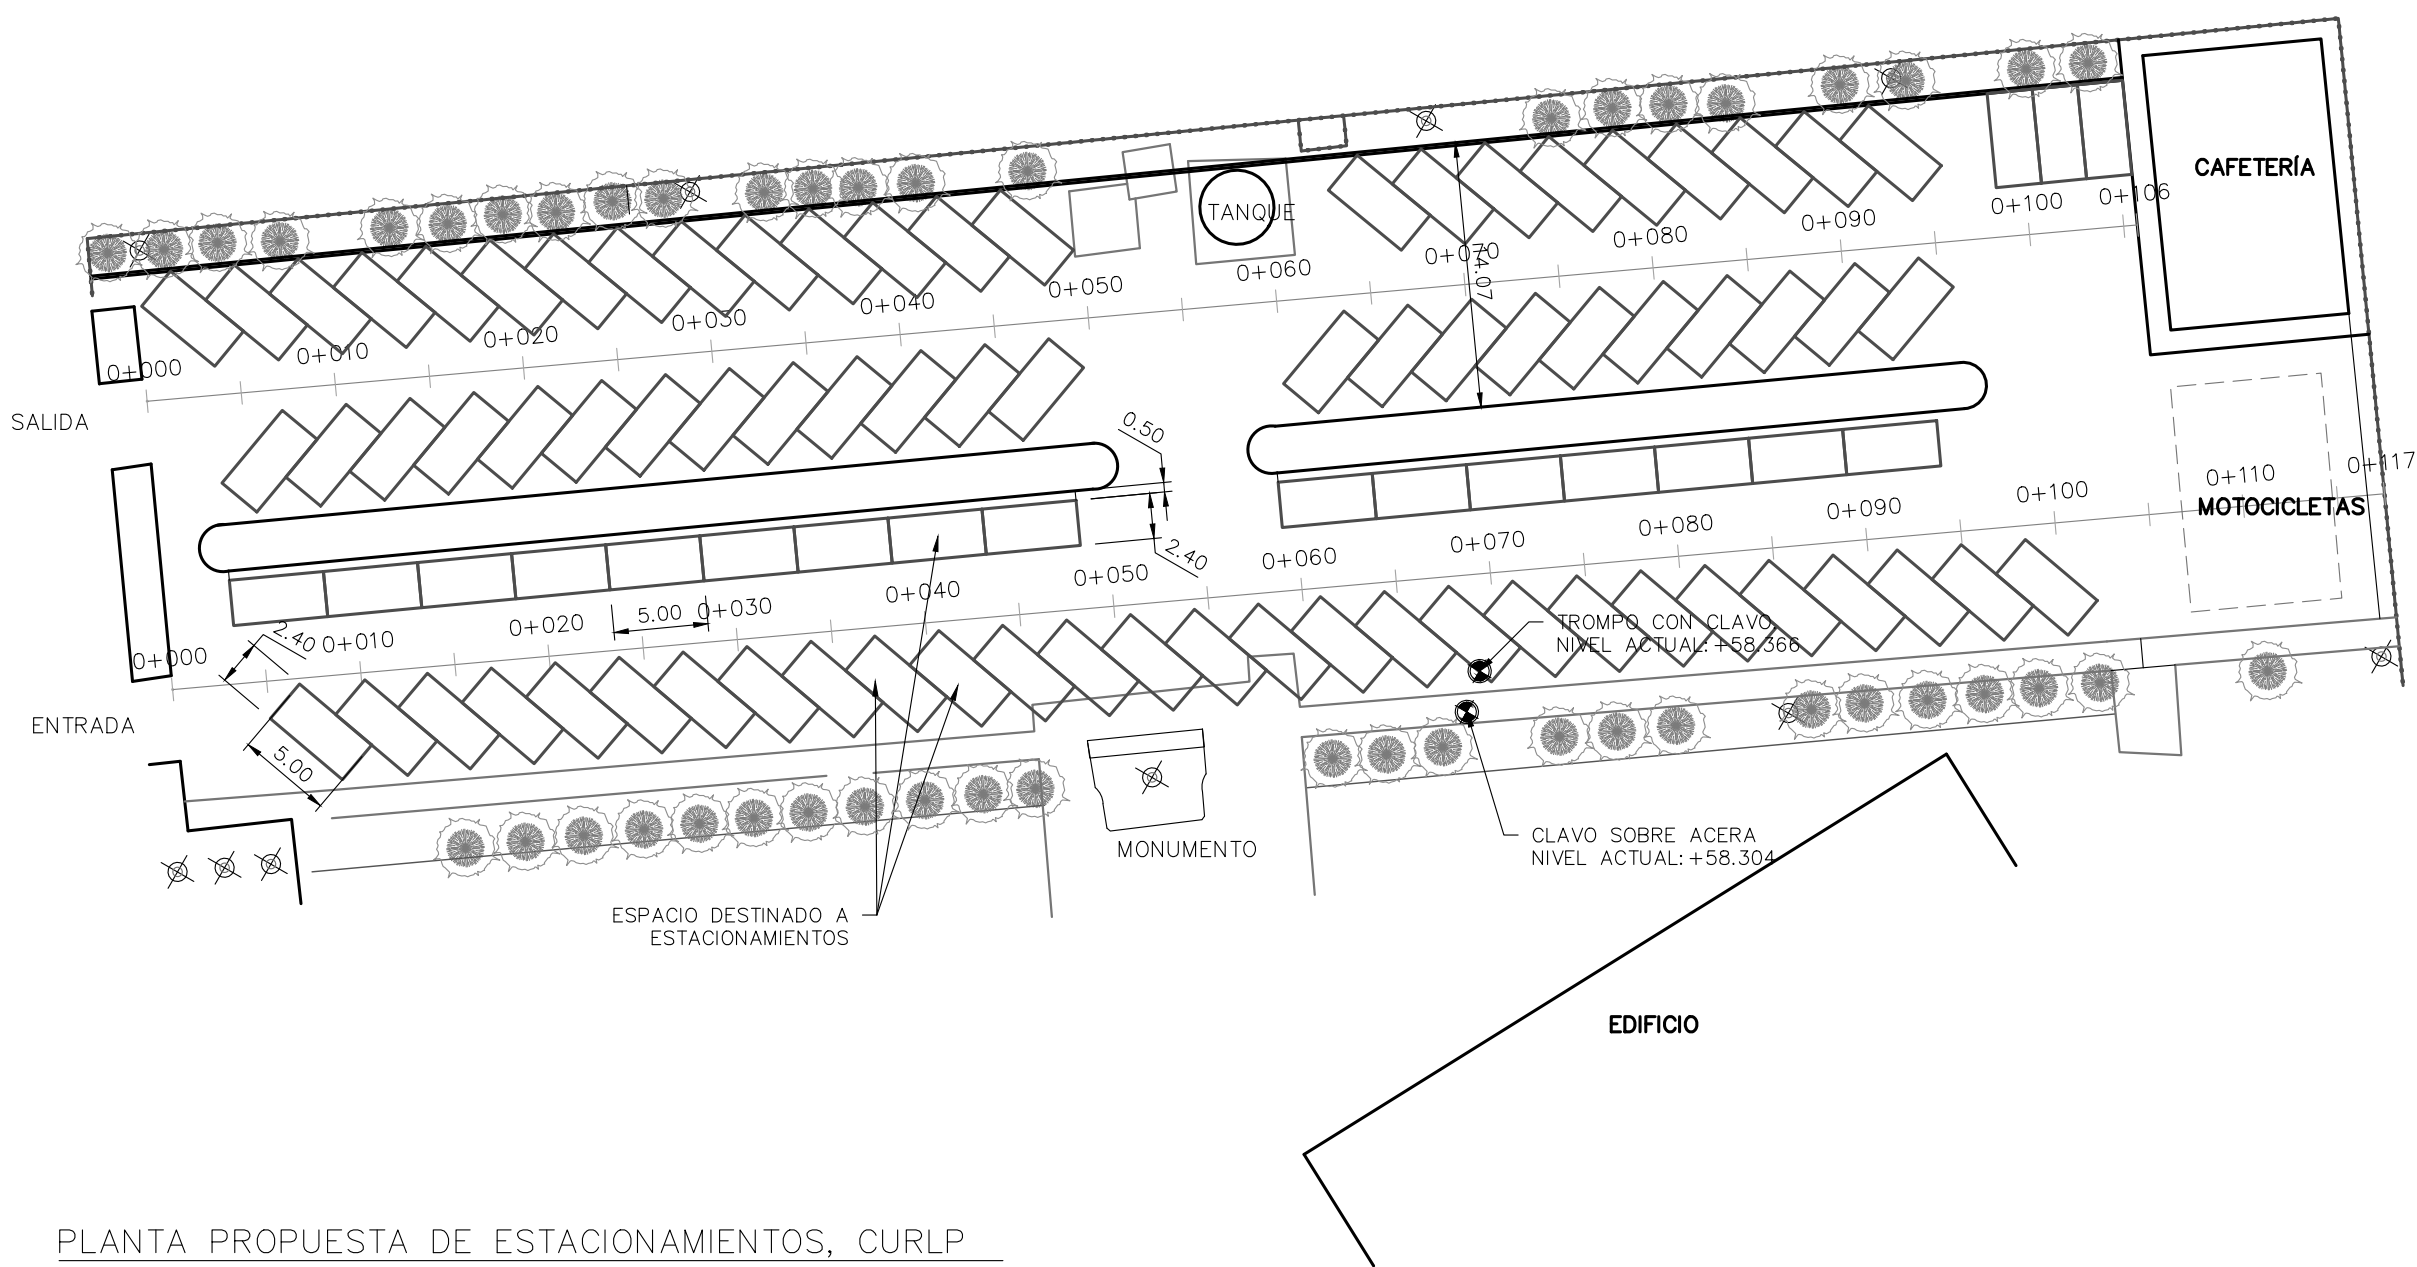 CAFETERÍA
TANQUE
0+000
0+010
0+020
0+030
0+040
0+050
0+060
0+070
0+080
0+090
0+100
0+106
14.07
SALIDA
0.50
2.40
0+000
0+010
0+020
0+030
0+040
0+050
0+060
0+070
0+080
0+090
0+100
0+110
0+117
MOTOCICLETAS
5.00
2.40
5.00
ENTRADA
TROMPO CON CLAVO,
NIVEL ACTUAL: +58.366
CLAVO SOBRE ACERA
NIVEL ACTUAL: +58.304
MONUMENTO
ESPACIO DESTINADO A
ESTACIONAMIENTOS
EDIFICIO
PLANTA PROPUESTA DE ESTACIONAMIENTOS, CURLP